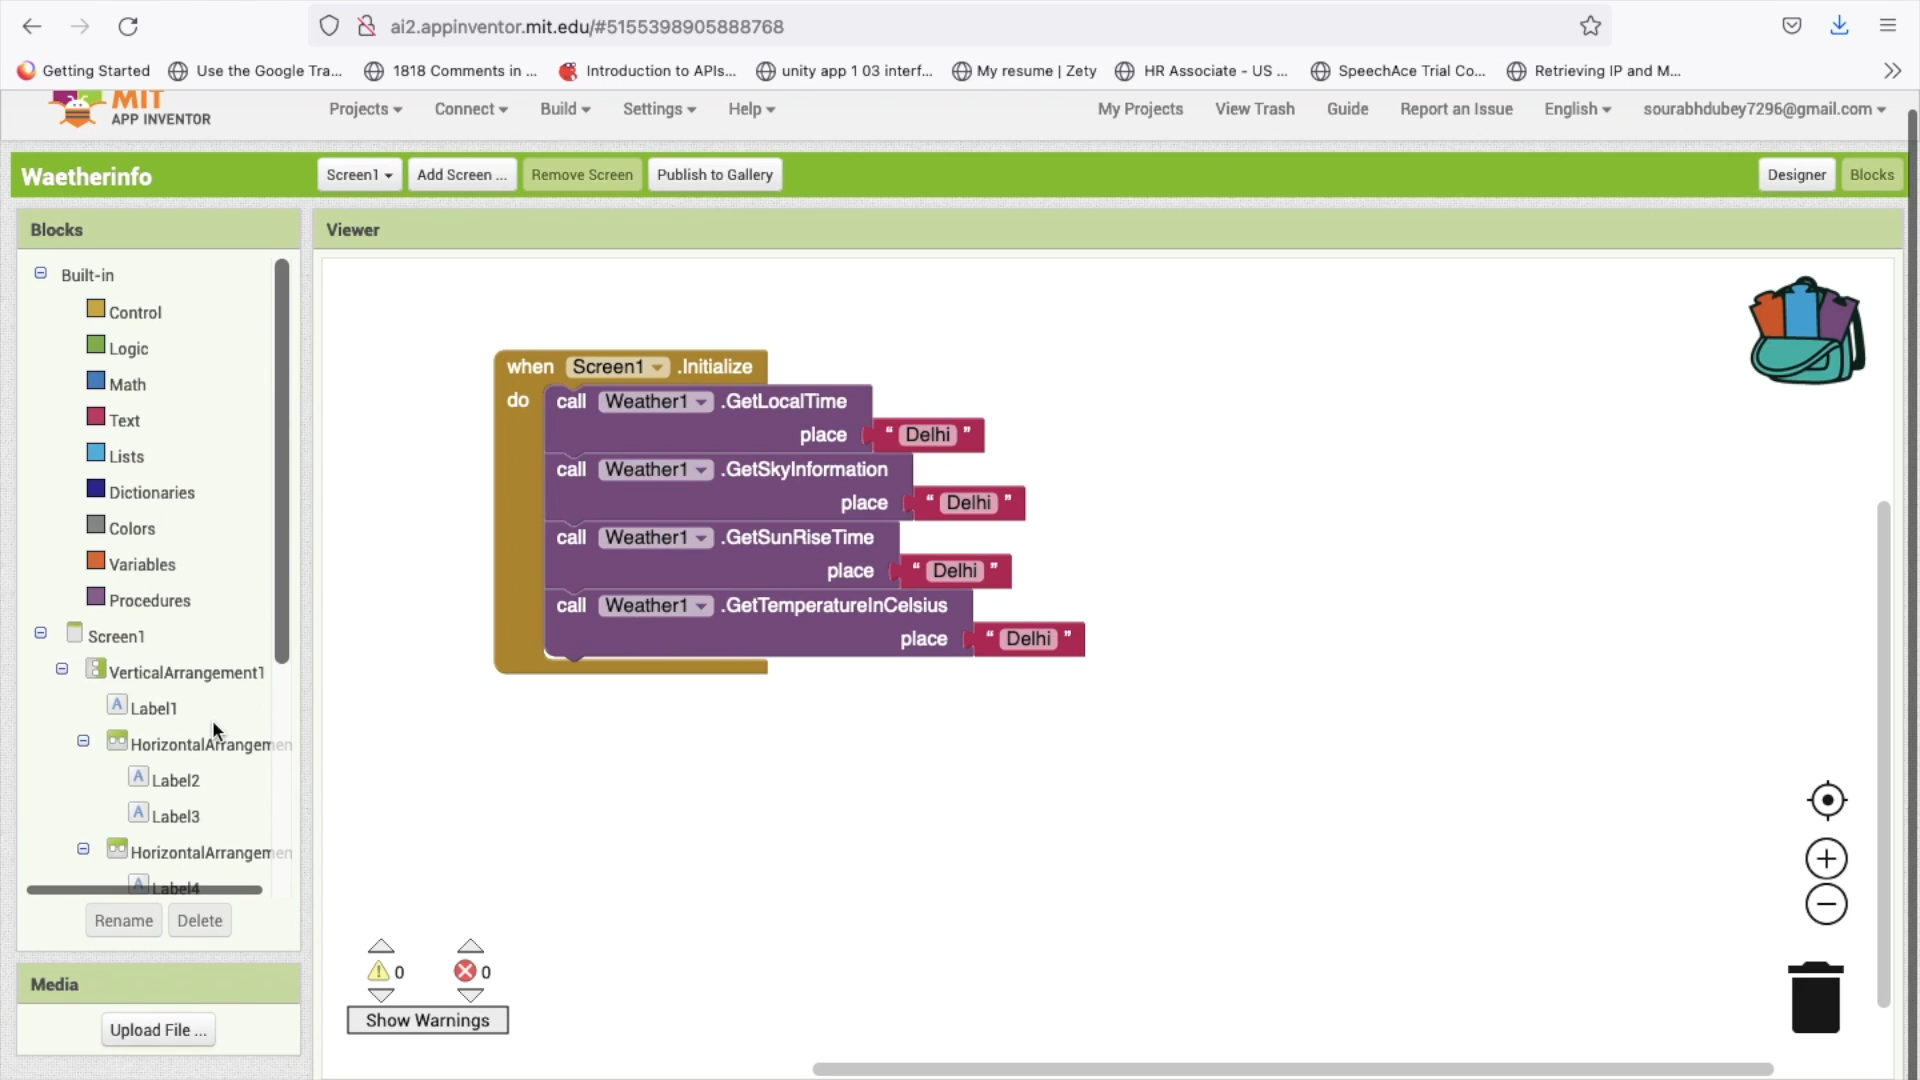 ai2.appinventor.mit.edu/#5155398905888768
Getting Started Use the Google Tra... 1818 Comments in ... Introduction to APIs... unity app 1 03 interf... My resume | Zety HR Associate - US ... SpeechAce Trial Co... Retrieving IP and M...
MIT
APP INVENTOR
Projects Connect Build Settings Help My Projects View Trash Guide Report an Issue English sourabhdubey7296@gmail.com
Waetherinfo Screen1 Add Screen ... Remove Screen Publish to Gallery Designer Blocks
Blocks
Viewer
Built-in
Control
Logic
Math
Text
Lists
Dictionaries
Colors
Variables
Procedures
Screen1
VerticalArrangement1
Label1
HorizontalArrangemen
Label2
Label3
HorizontalArrangemen
Label4
Rename Delete
Media
Upload File ...
when Screen1 .Initialize
do call Weather1 .GetLocalTime
place " Delhi "
call Weather1 .GetSkyInformation
place " Delhi "
call Weather1 .GetSunRiseTime
place " Delhi "
call Weather1 .GetTemperatureInCelsius
place " Delhi "
0 0
Show Warnings